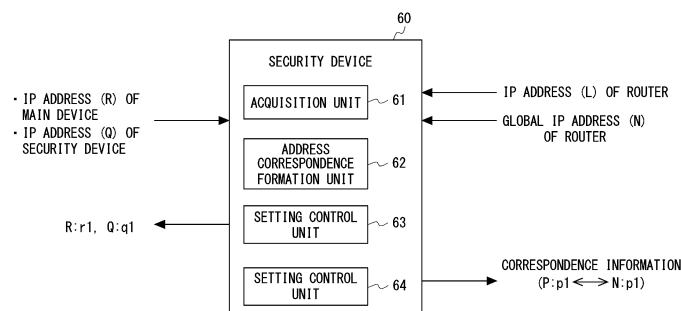 60
SECURITY DEVICE
・IP ADDRESS (R) OF
MAIN DEVICE
・IP ADDRESS (Q) OF
SECURITY DEVICE
ACQUISITION UNIT
61
IP ADDRESS (L) OF ROUTER
GLOBAL IP ADDRESS (N)
OF ROUTER
ADDRESS
CORRESPONDENCE
FORMATION UNIT
62
R:r1, Q:q1
SETTING CONTROL
UNIT
63
SETTING CONTROL
UNIT
64
CORRESPONDENCE INFORMATION
(P:p1⟷N:p1)